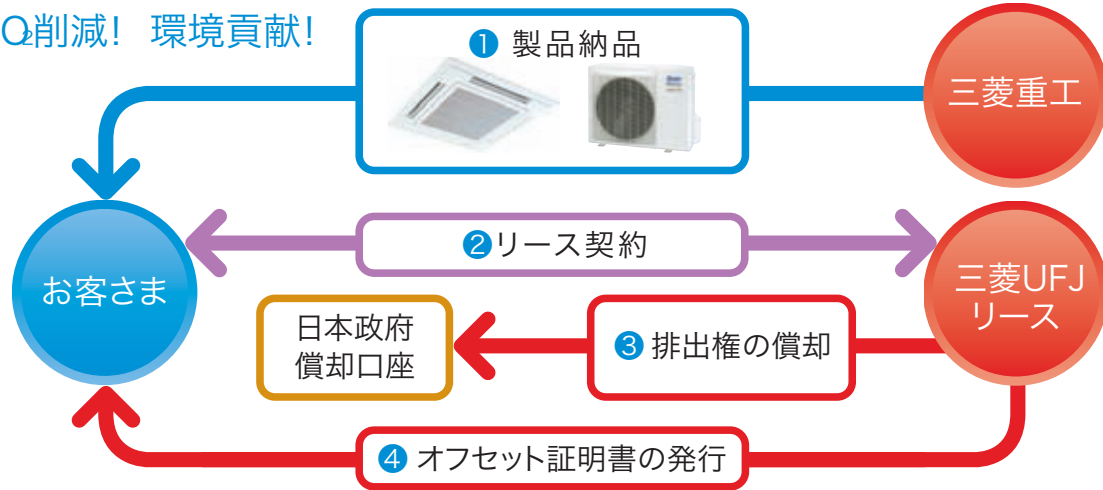 O2削減！ 環境貢献！
❶ 製品納品
三菱重工
❷リース契約
お客さま
三菱UFJ
リース
日本政府
償却口座
❸ 排出権の償却
❹ オフセット証明書の発行